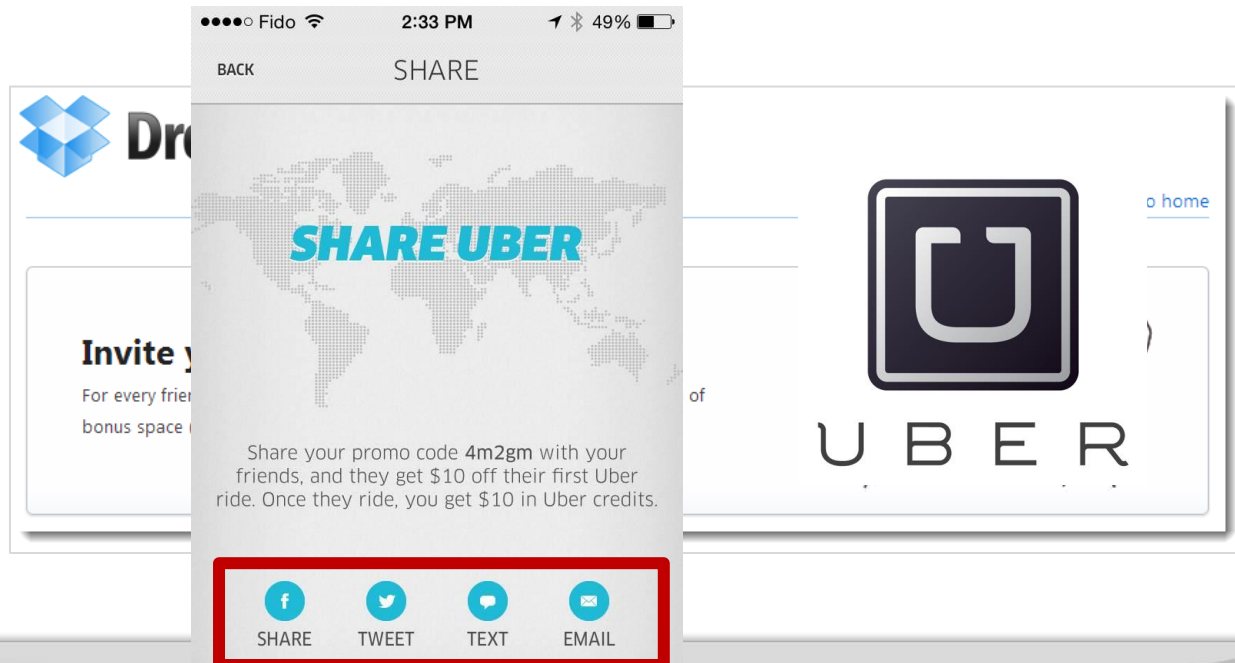 Fido 2:33 PM 49%
BACK SHARE
Dr
o home
SHARE UBER
U
Invite
For every frie of
bonus space
UBER
Share your promo code 4m2gm with your
friends, and they get $10 off their first Uber
ride. Once they ride, you get $10 in Uber credits.
f
SHARE TWEET TEXT EMAIL